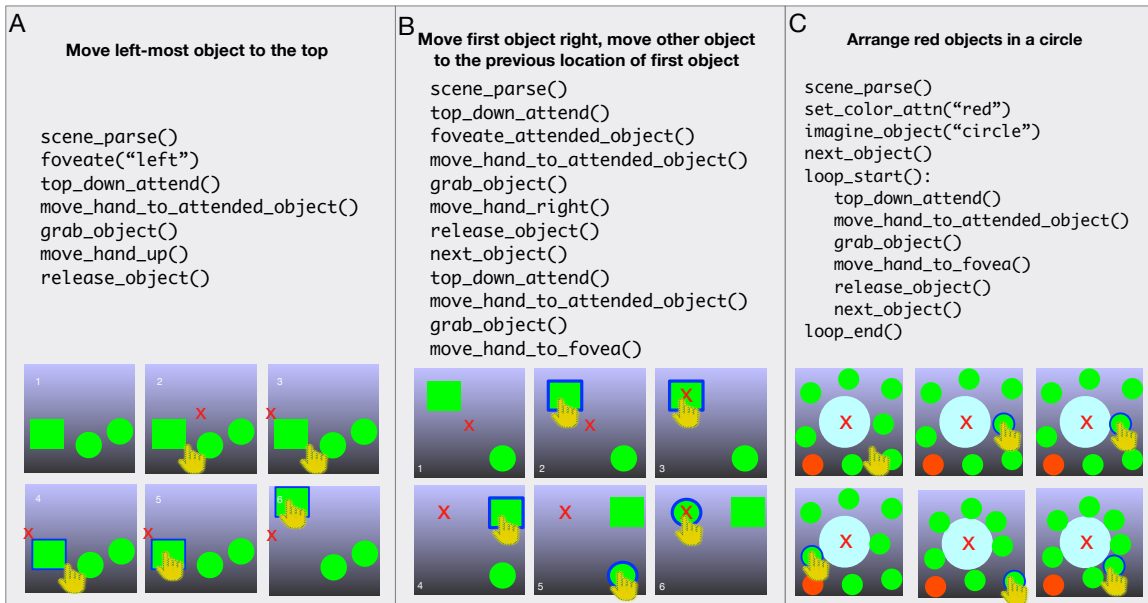 A
Move left-most object to the top
scene_parse()
foveate(“left”)
top_down_attend()
move_hand_to_attended_object()
grab_object()
move_hand_up()
release_object()
1
2
x
3
x
4
x
5
x
6
x
B
Move first object right, move other object
to the previous location of first object
scene_parse()
top_down_attend()
foveate_attended_object()
move_hand_to_attended_object()
grab_object()
move_hand_right()
release_object()
next_object()
top_down_attend()
move_hand_to_attended_object()
grab_object()
move_hand_to_fovea()
x
1
x
2
x
3
x
4
x
5
x
6
C
Arrange red objects in a circle
scene_parse()
set_color_attn(“red”)
imagine_object(“circle”)
next_object()
loop_start():
top_down_attend()
move_hand_to_attended_object()
grab_object()
move_hand_to_fovea()
release_object()
next_object()
loop_end()
x
x
x
x
x
x